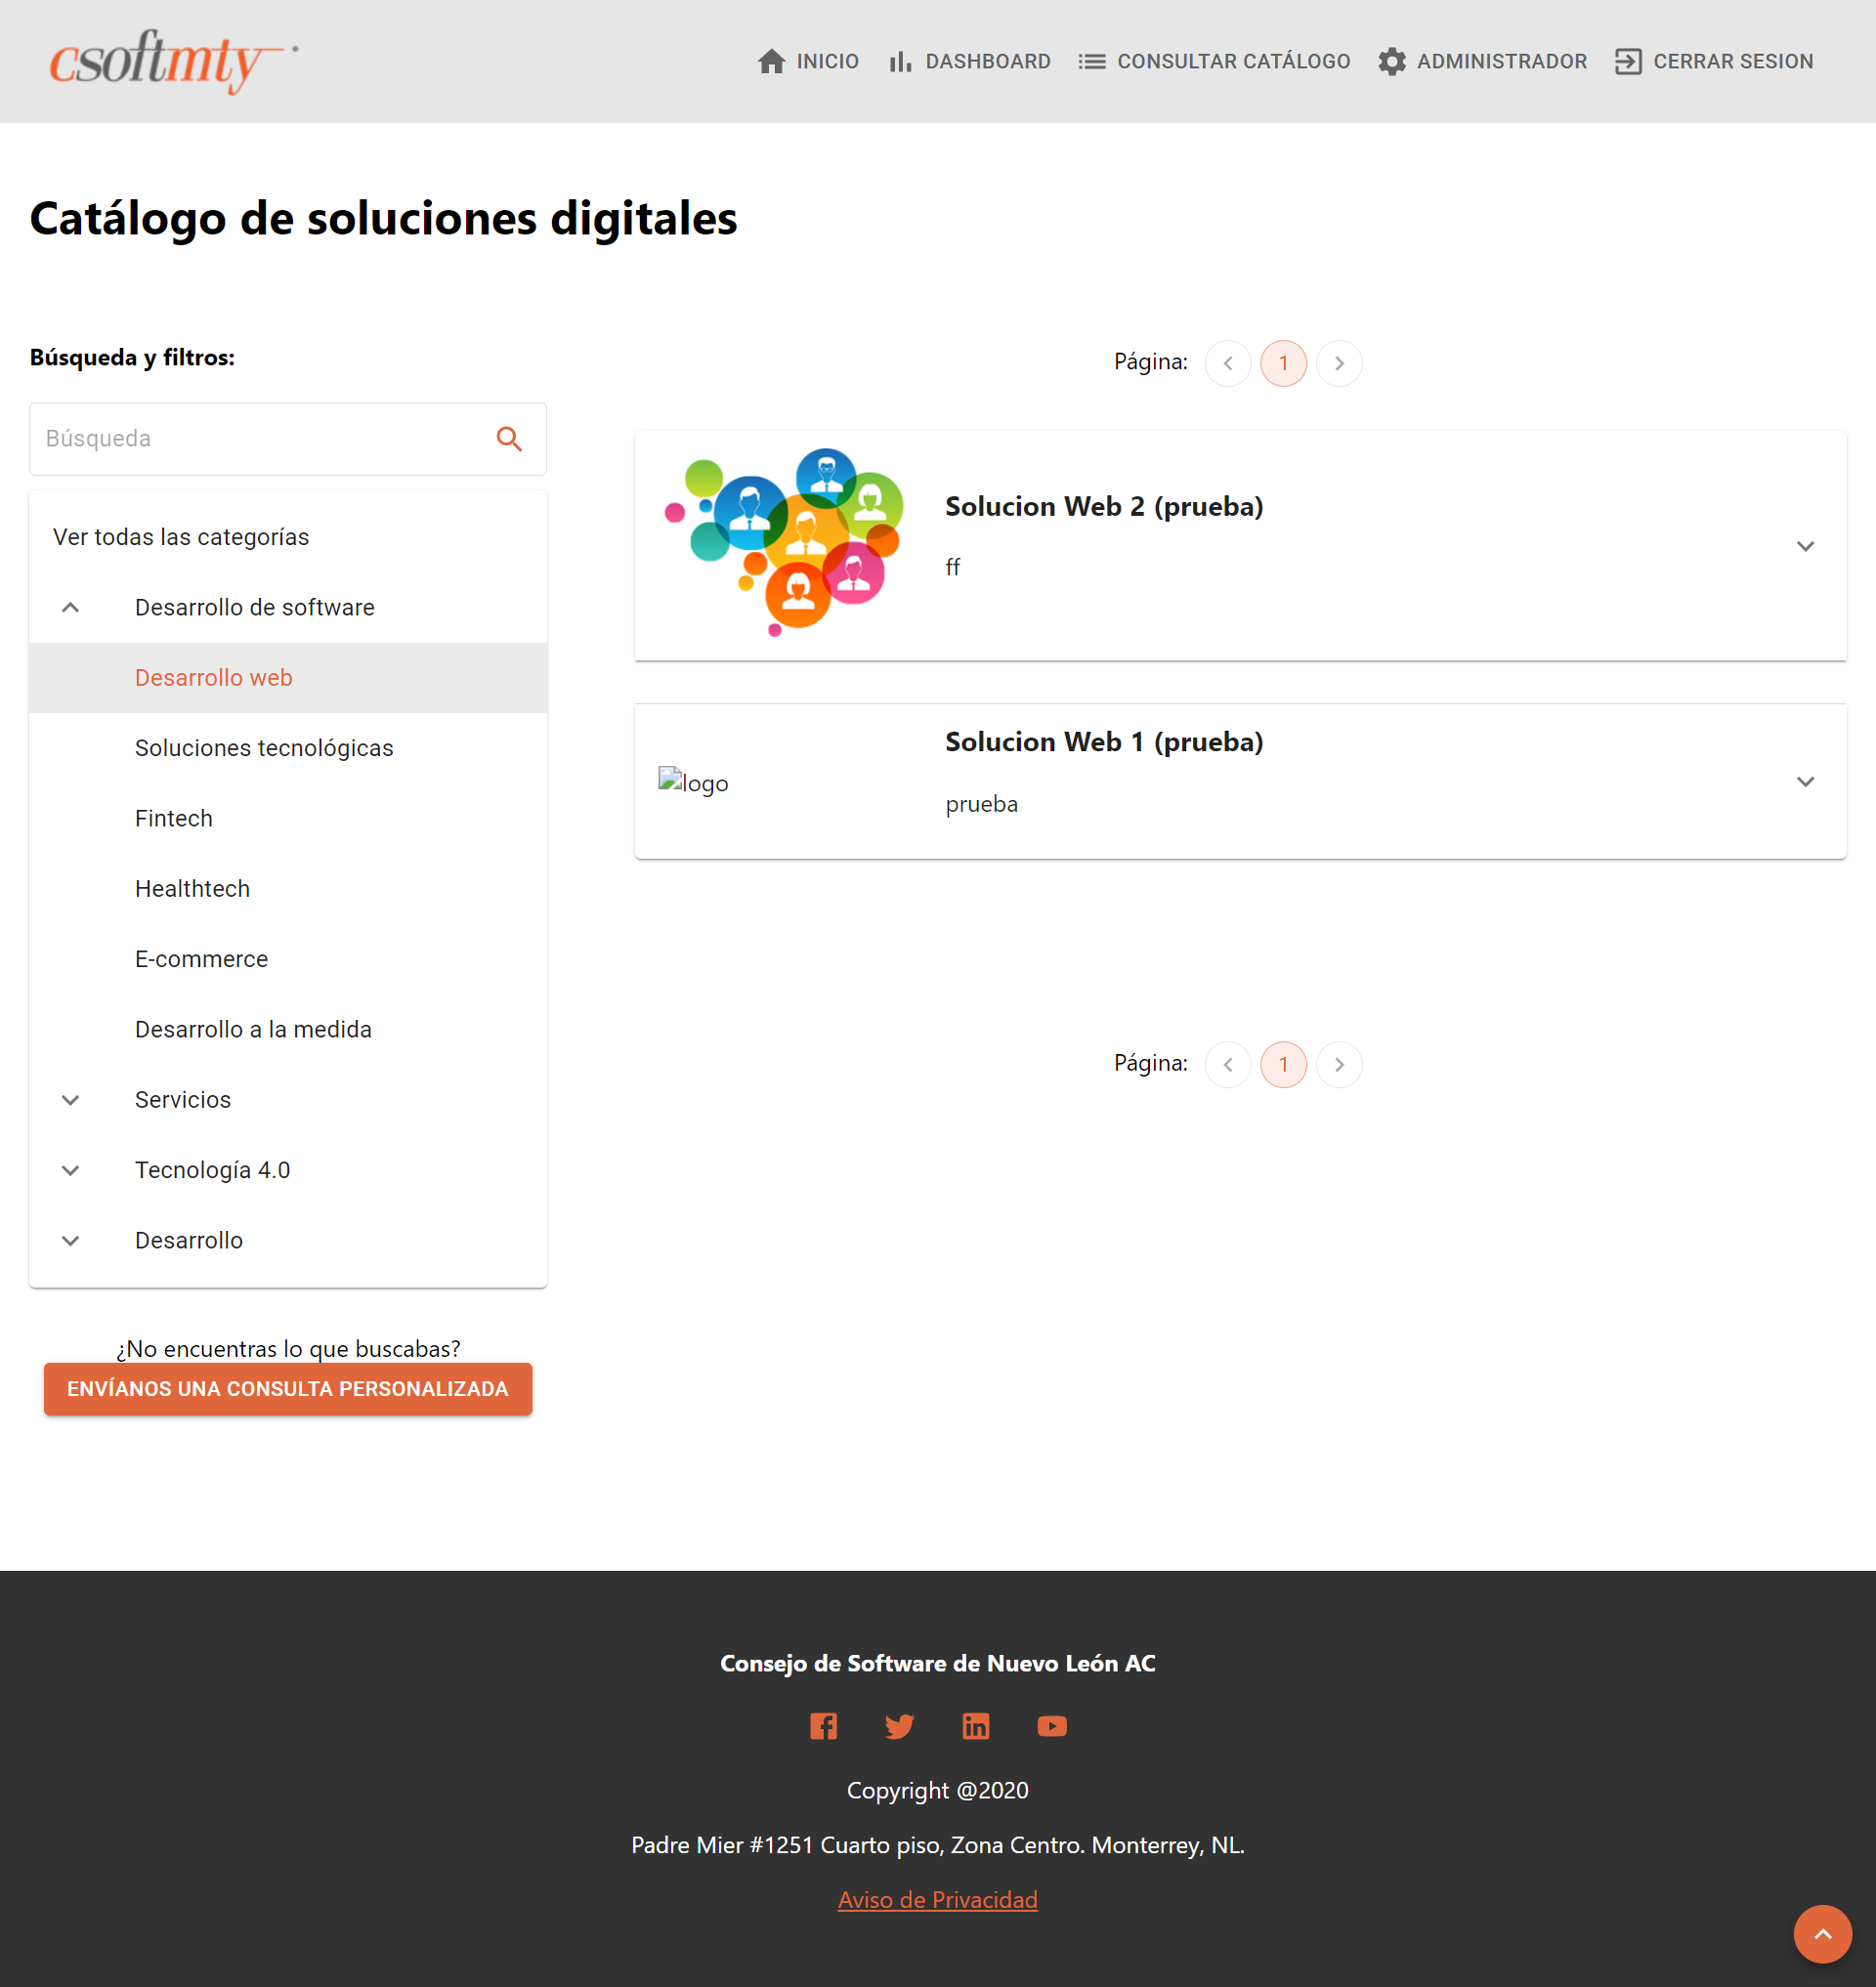 csoftmty
INICIO
DASHBOARD
CONSULTAR CATÁLOGO
ADMINISTRADOR
CERRAR SESION
Catálogo de soluciones digitales
Búsqueda y filtros:
Búsqueda
Ver todas las categorías
Desarrollo de software
Desarrollo web
Soluciones tecnológicas
Fintech
Healthtech
E-commerce
Desarrollo a la medida
Servicios
Tecnología 4.0
Desarrollo
¿No encuentras lo que buscabas?
ENVÍANOS UNA CONSULTA PERSONALIZADA
Página: 1
Solucion Web 2 (prueba)
ff
logo
Solucion Web 1 (prueba)
prueba
Página: 1
Consejo de Software de Nuevo León AC
Copyright @2020
Padre Mier #1251 Cuarto piso, Zona Centro. Monterrey, NL.
Aviso de Privacidad